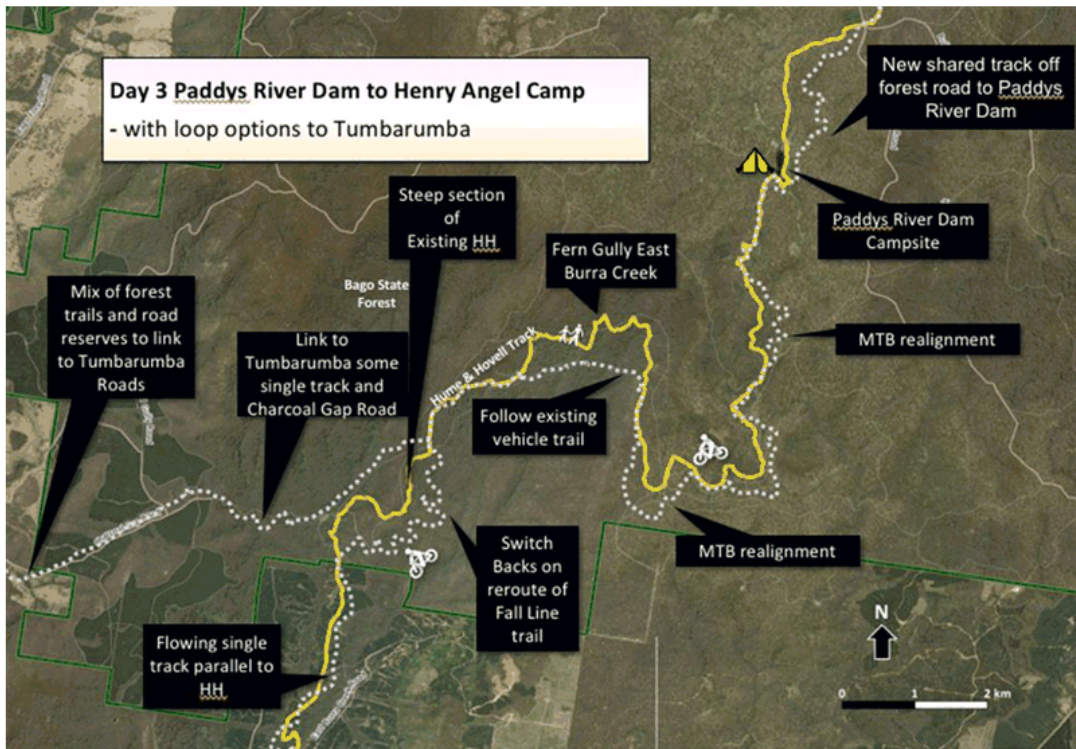 Day 3 Paddys River Dam to Henry Angel Camp
- with loop options to Tumbarumba
New shared track off
forest road to Paddys
River Dam
Steep section
of
Existing HH
Paddys River Dam
Campsite
Fern Gully East
Burra Creek
Mix of forest
trails and road
reserves to link
to Tumbarumba
Roads
Bago State
Forest
Link to
Tumbarumba some
single track and
Charcoal Gap Road
Hume & Hovell Track
MTB realignment
Follow existing
vehicle trail
Switch
Backs on
reroute of
Fall Line
trail
MTB realignment
Flowing single
track parallel to
HH
N
0 1 2 km